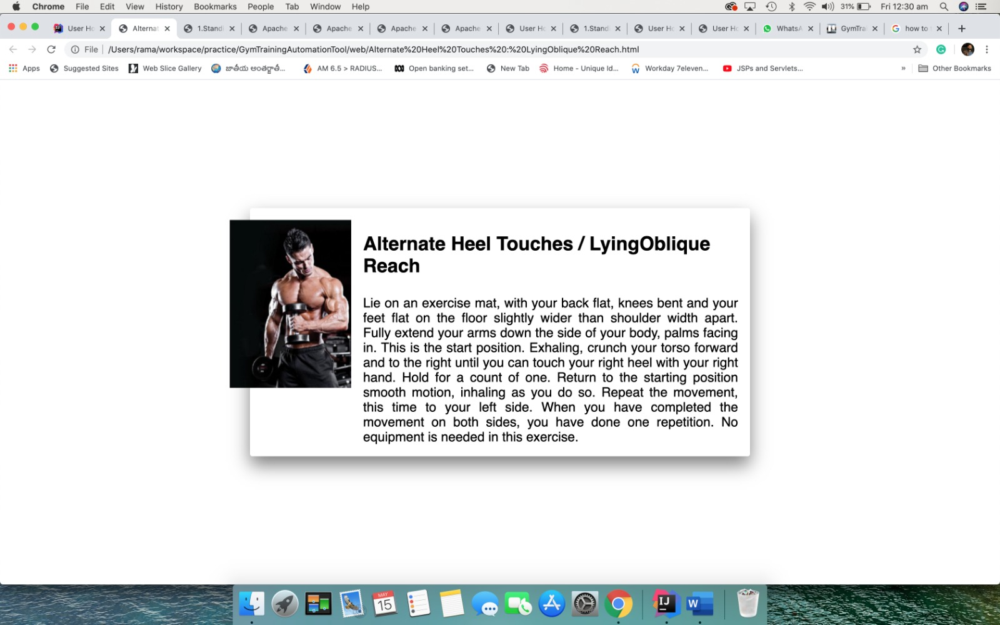 Chrome File Edit View History Bookmarks People Tab Window Help 31% Fri 12:30 am
User Ho Alternat 1.Standi Apache Apache Apache Apache User Ho 1.Standi User Ho User Ho WhatsA GymTrai how to
File /Users/rama/workspace/practice/GymTrainingAutomationTool/web/Alternate%20Heel%20Touches%20:%20LyingOblique%20Reach.html
Apps Suggested Sites Web Slice Gallery జాతీయ అంతర్జాతీ... AM 6.5 > RADIUS... Open banking set... New Tab Home - Unique Id... Workday 7eleven... JSPs and Servlets... » Other Bookmarks
Alternate Heel Touches / LyingOblique
Reach
Lie on an exercise mat, with your back flat, knees bent and your
feet flat on the floor slightly wider than shoulder width apart.
Fully extend your arms down the side of your body, palms facing
in. This is the start position. Exhaling, crunch your torso forward
and to the right until you can touch your right heel with your right
hand. Hold for a count of one. Return to the starting position
smooth motion, inhaling as you do so. Repeat the movement,
this time to your left side. When you have completed the
movement on both sides, you have done one repetition. No
equipment is needed in this exercise.
MAY
15
IJ
W